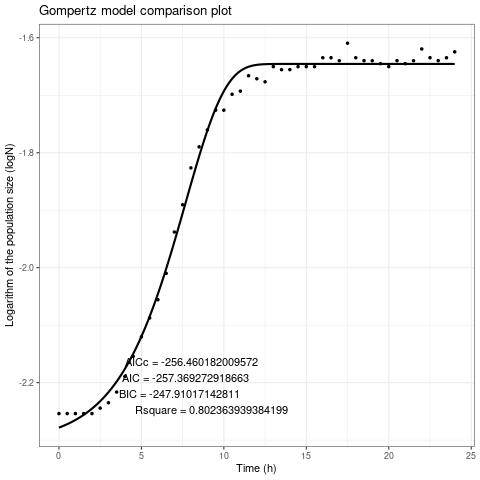 Gompertz model comparison plot
-1.6
-1.8
-2.0
-2.2
Logarithm of the population size (logN)
AICc = -256.460182009572
AIC = -257.369272918663
BIC = -247.91017142811
Rsquare = 0.802363939384199
0 5 10 15 20 25
Time (h)